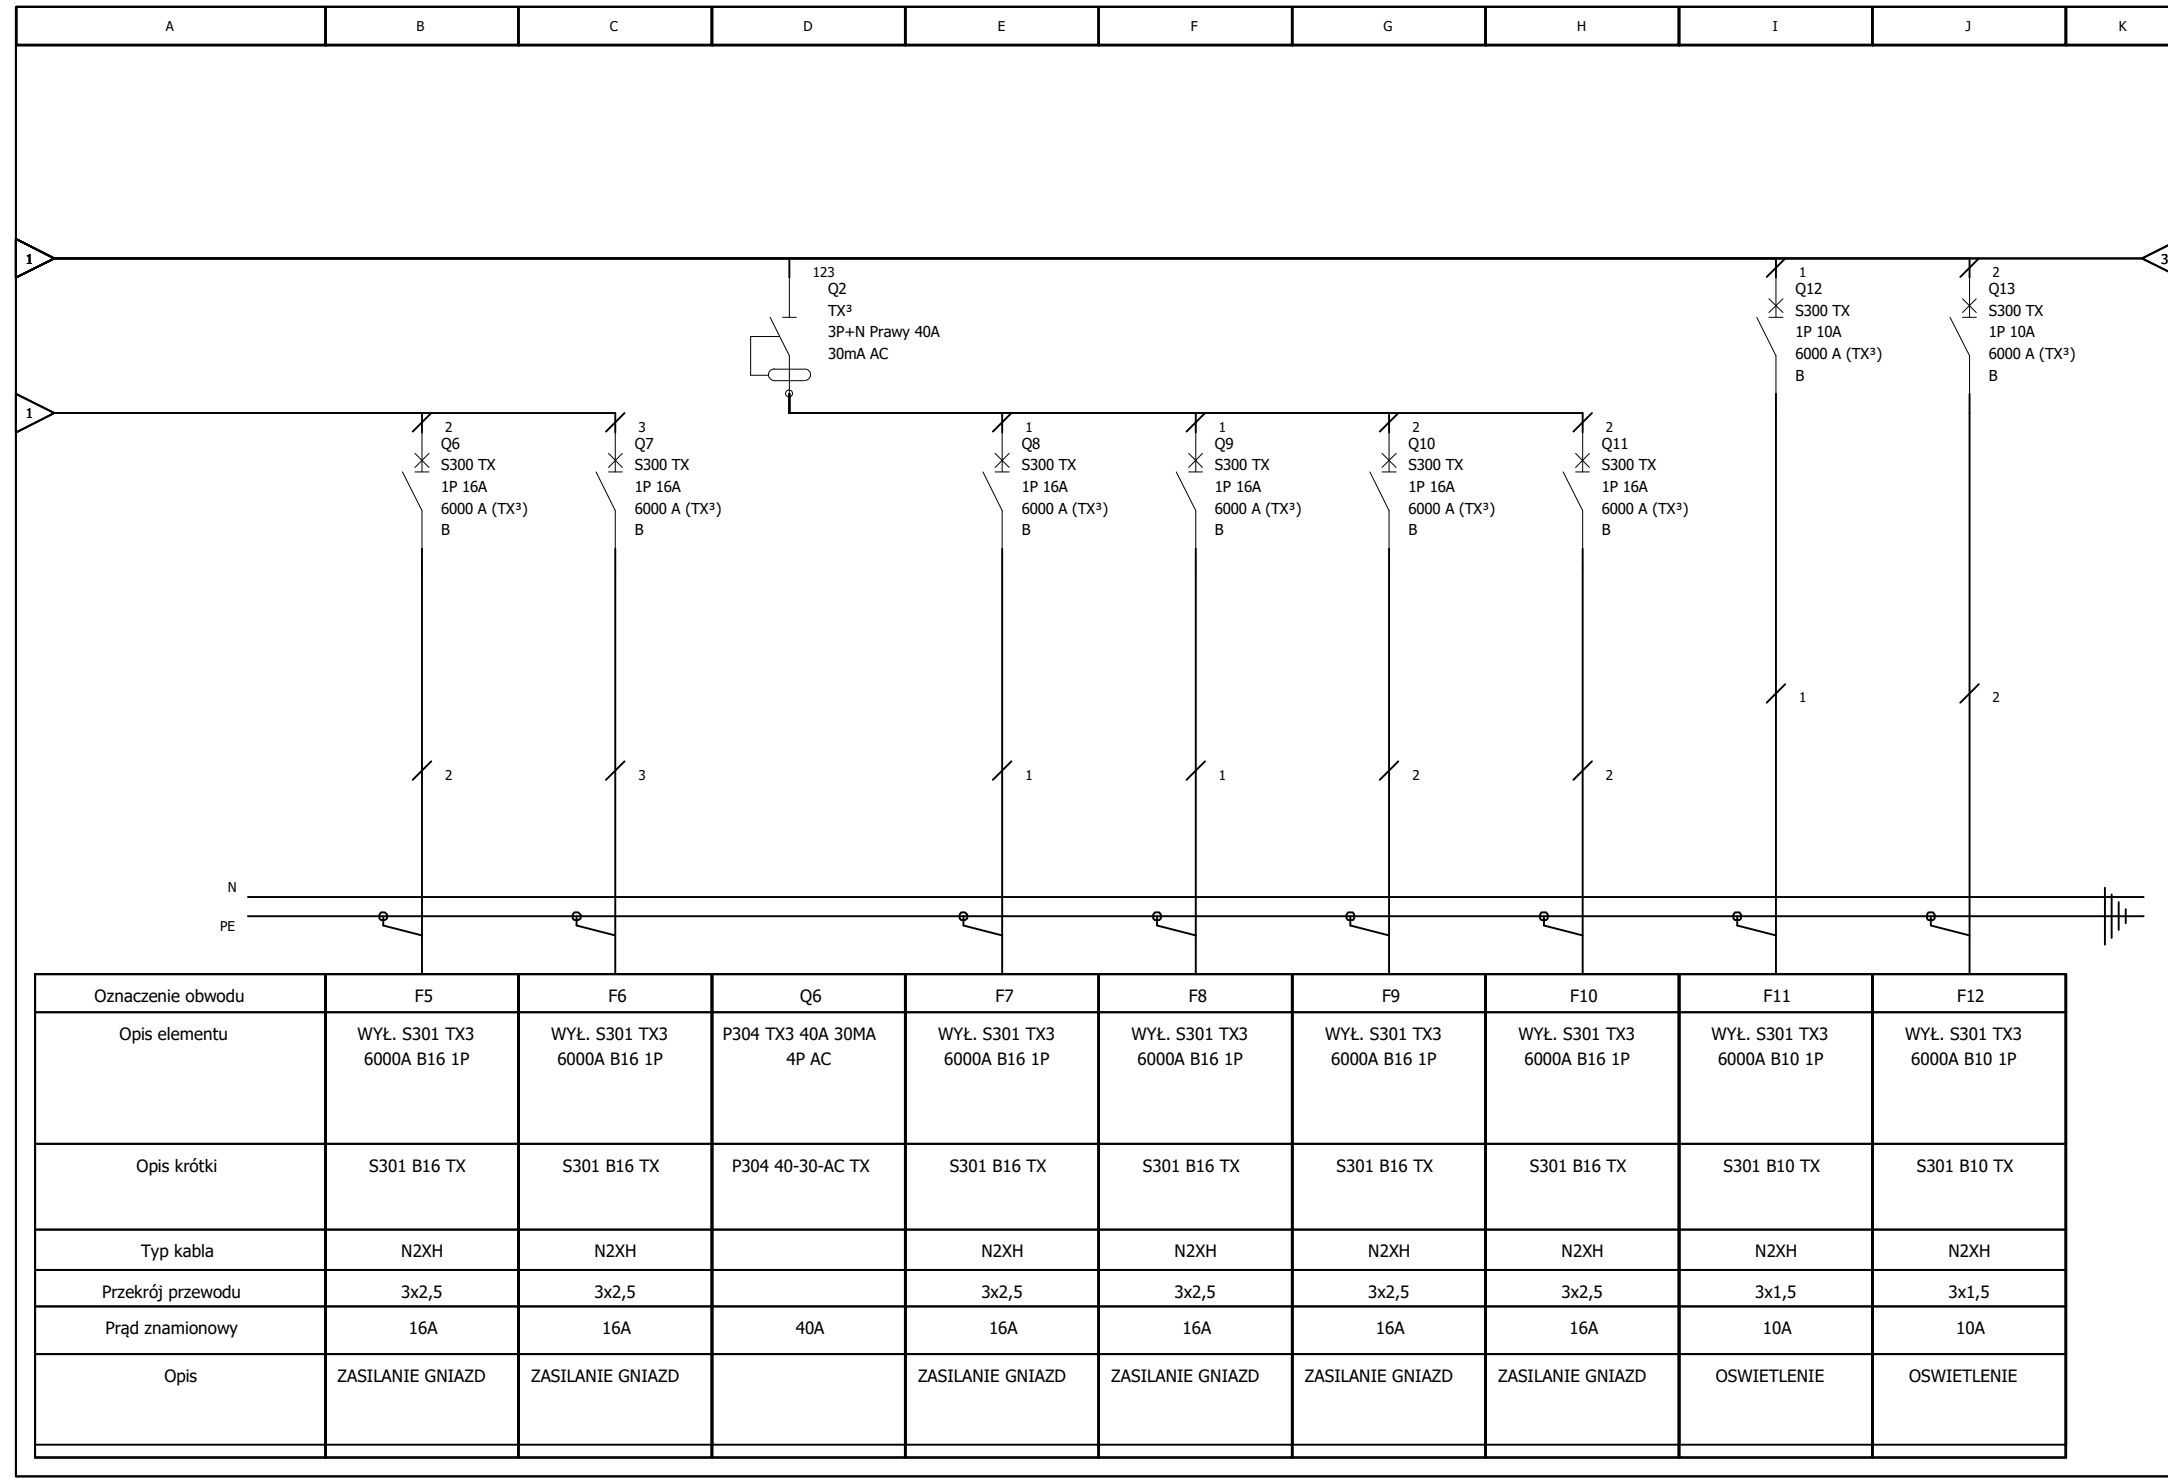 A B C D E F G H I J K
1
3
123
Q2
TX³
3P+N Prawy 40A
30mA AC
1
Q12
S300 TX
1P 10A
6000 A (TX³)
B
2
Q13
S300 TX
1P 10A
6000 A (TX³)
B
1
2
Q6
S300 TX
1P 16A
6000 A (TX³)
B
3
Q7
S300 TX
1P 16A
6000 A (TX³)
B
1
Q8
S300 TX
1P 16A
6000 A (TX³)
B
1
Q9
S300 TX
1P 16A
6000 A (TX³)
B
2
Q10
S300 TX
1P 16A
6000 A (TX³)
B
2
Q11
S300 TX
1P 16A
6000 A (TX³)
B
1 2
2 3 1 1 2 2
N
PE
Oznaczenie obwodu F5 F6 Q6 F7 F8 F9 F10 F11 F12
Opis elementu WYŁ. S301 TX3 WYŁ. S301 TX3 P304 TX3 40A 30MA WYŁ. S301 TX3 WYŁ. S301 TX3 WYŁ. S301 TX3 WYŁ. S301 TX3 WYŁ. S301 TX3 WYŁ. S301 TX3
6000A B16 1P 6000A B16 1P 4P AC 6000A B16 1P 6000A B16 1P 6000A B16 1P 6000A B16 1P 6000A B10 1P 6000A B10 1P
Opis krótki S301 B16 TX S301 B16 TX P304 40-30-AC TX S301 B16 TX S301 B16 TX S301 B16 TX S301 B16 TX S301 B10 TX S301 B10 TX
Typ kabla N2XH N2XH N2XH N2XH N2XH N2XH N2XH N2XH
Przekrój przewodu 3x2,5 3x2,5 3x2,5 3x2,5 3x2,5 3x2,5 3x1,5 3x1,5
Prąd znamionowy 16A 16A 40A 16A 16A 16A 16A 10A 10A
Opis ZASILANIE GNIAZD ZASILANIE GNIAZD ZASILANIE GNIAZD ZASILANIE GNIAZD ZASILANIE GNIAZD ZASILANIE GNIAZD OSWIETLENIE OSWIETLENIE